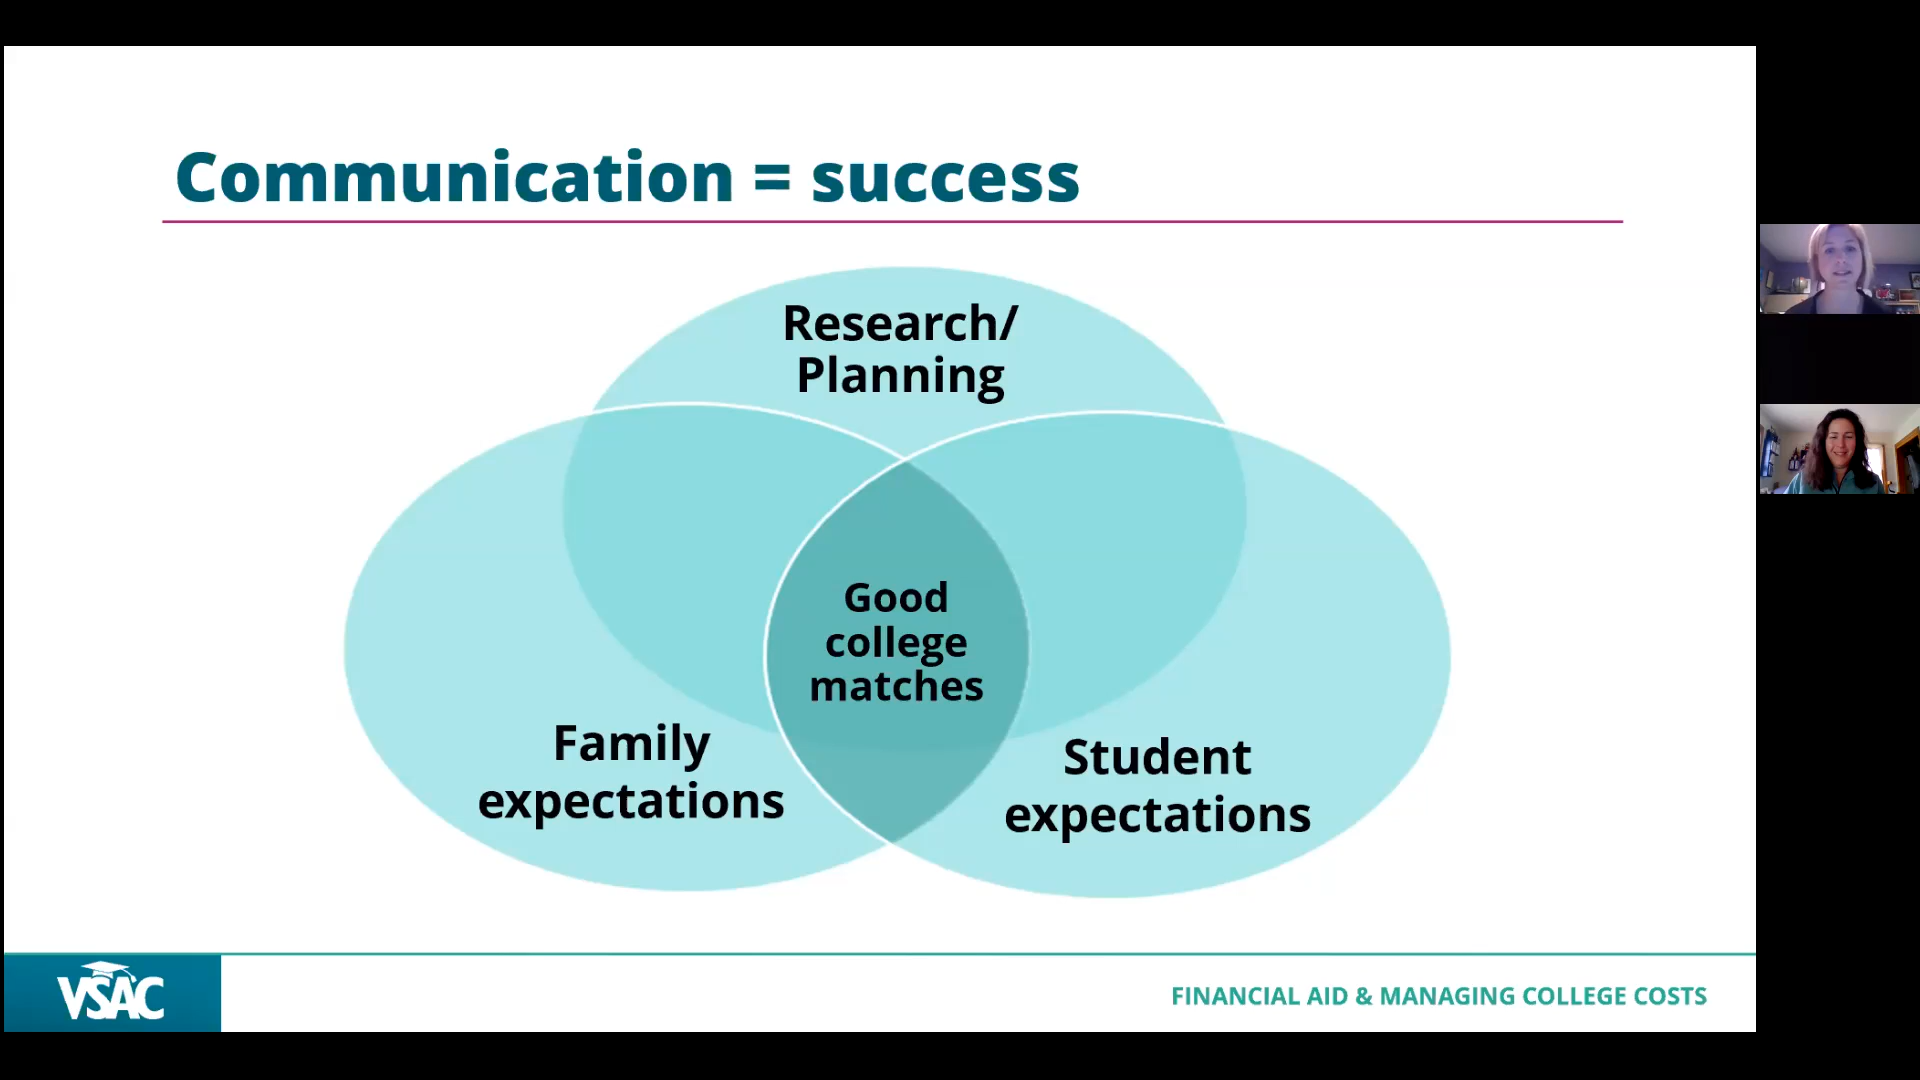 Communication = success
Research/
Planning
Good
college
matches
Family
expectations
Student
expectations
VSAC
FINANCIAL AID & MANAGING COLLEGE COSTS